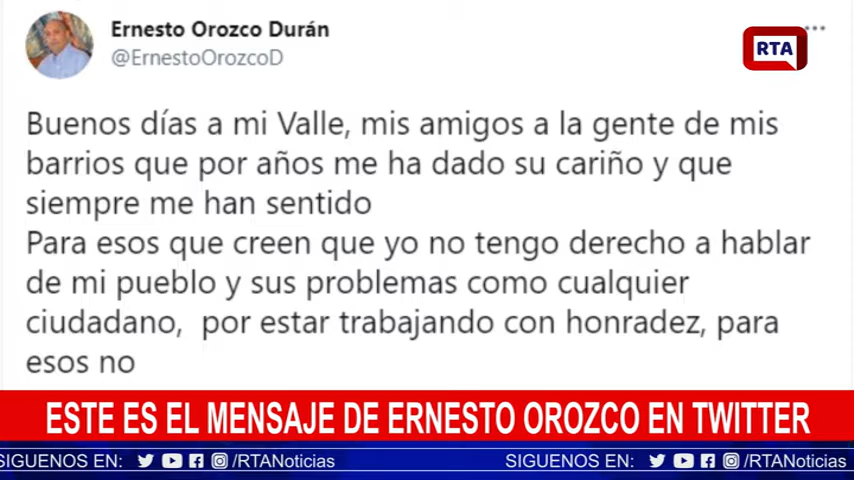 Ernesto Orozco Durán
@ErnestoOrozcoD
RTA
Buenos días a mi Valle, mis amigos a la gente de mis
barrios que por años me ha dado su cariño y que
siempre me han sentido
Para esos que creen que yo no tengo derecho a hablar
de mi pueblo y sus problemas como cualquier
ciudadano,  por estar trabajando con honradez, para
esos no
ESTE ES EL MENSAJE DE ERNESTO OROZCO EN TWITTER
SIGUENOS EN: /RTANoticias SIGUENOS EN: /RTANoticias